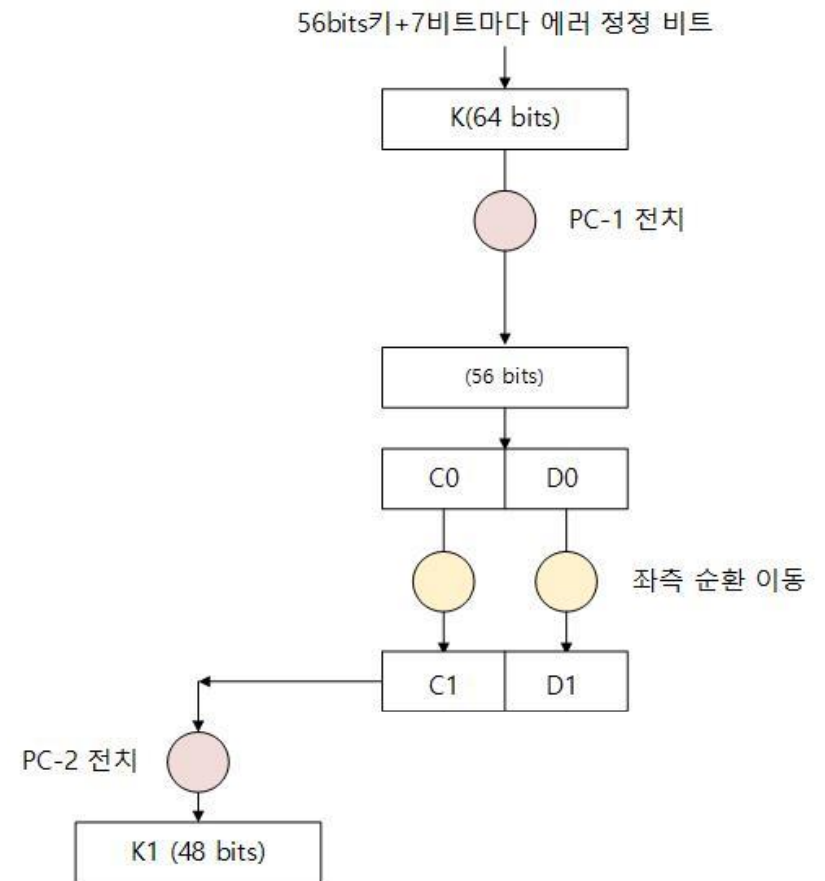 56bits키+7비트마다 에러 정정 비트
K(64 bits)
PC-1 전치
(56 bits)
C0
D0
좌측 순환 이동
C1
D1
PC-2 전치
K1 (48 bits)